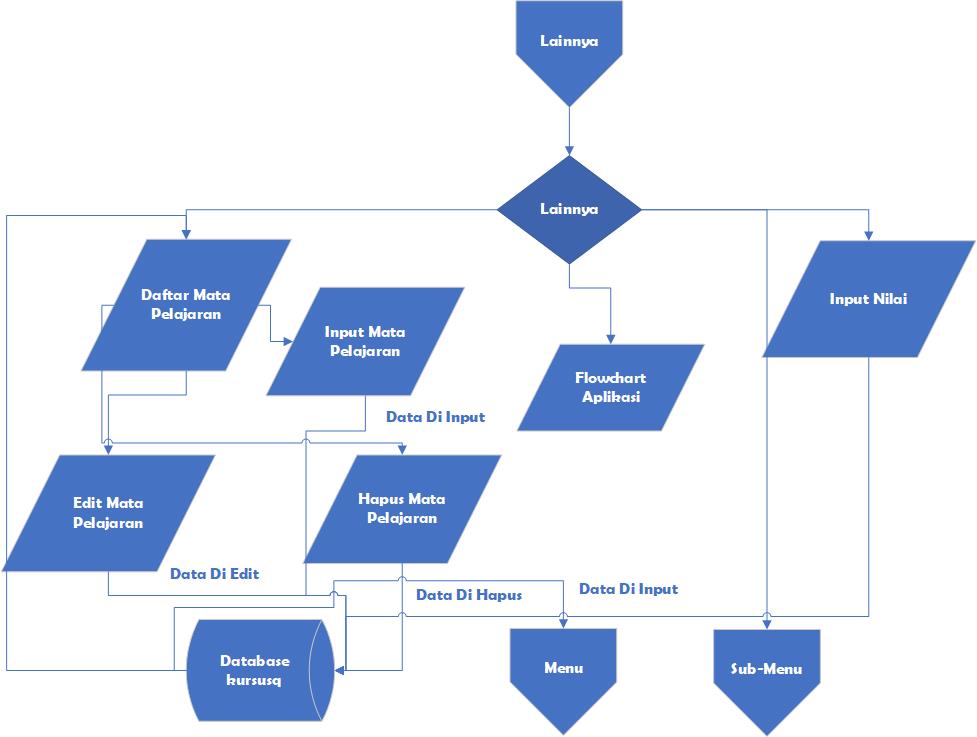 Lainnya
Lainnya
Daftar Mata
Pelajaran
Input Mata
Pelajaran
Input Nilai
Flowchart
Aplikasi
Data Di Input
Edit Mata
Pelajaran
Hapus Mata
Pelajaran
Data Di Edit
Data Di Hapus
Data Di Input
Database
kursusq
Menu
Sub-Menu